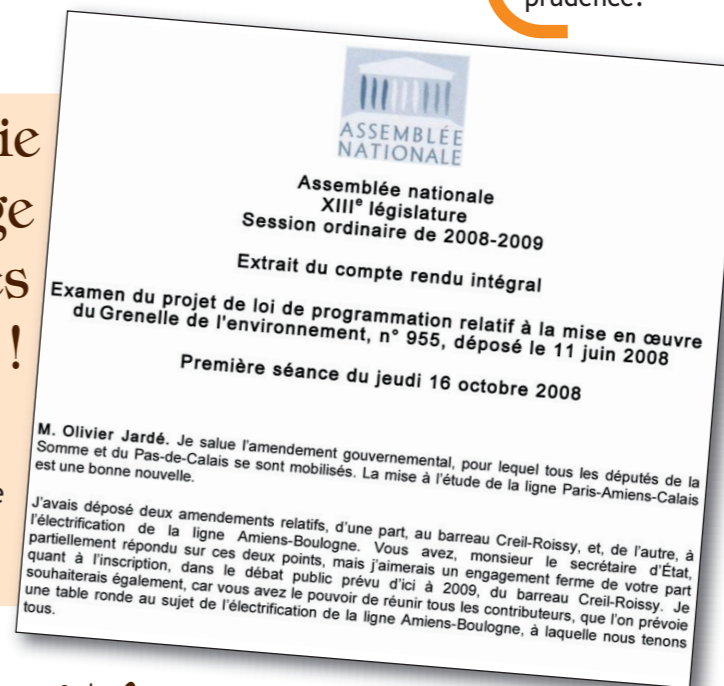 prudence.
ie
ge
ts
!
e
ASSEMBLÉE
NATIONALE
Assemblée nationale
XIIIe législature
Session ordinaire de 2008-2009
Extrait du compte rendu intégral
Examen du projet de loi de programmation relatif à la mise en œuvre
du Grenelle de l'environnement, n° 955, déposé le 11 juin 2008
Première séance du jeudi 16 octobre 2008
M. Olivier Jardé. Je salue l'amendement gouvernemental, pour lequel tous les députés de la
Somme et du Pas-de-Calais se sont mobilisés. La mise à l'étude de la ligne Paris-Amiens-Calais
est une bonne nouvelle.
J'avais déposé deux amendements relatifs, d'une part, au barreau Creil-Roissy, et, de l'autre, à
l'électrification de la ligne Amiens-Boulogne. Vous avez, monsieur le secrétaire d'État,
partiellement répondu sur ces deux points, mais j'aimerais un engagement ferme de votre part
quant à l'inscription, dans le débat public prévu d'ici à 2009, du barreau Creil-Roissy. Je
souhaiterais également, car vous avez le pouvoir de réunir tous les contributeurs, que l'on prévoie
une table ronde au sujet de l'électrification de la ligne Amiens-Boulogne, à laquelle nous tenons
tous.